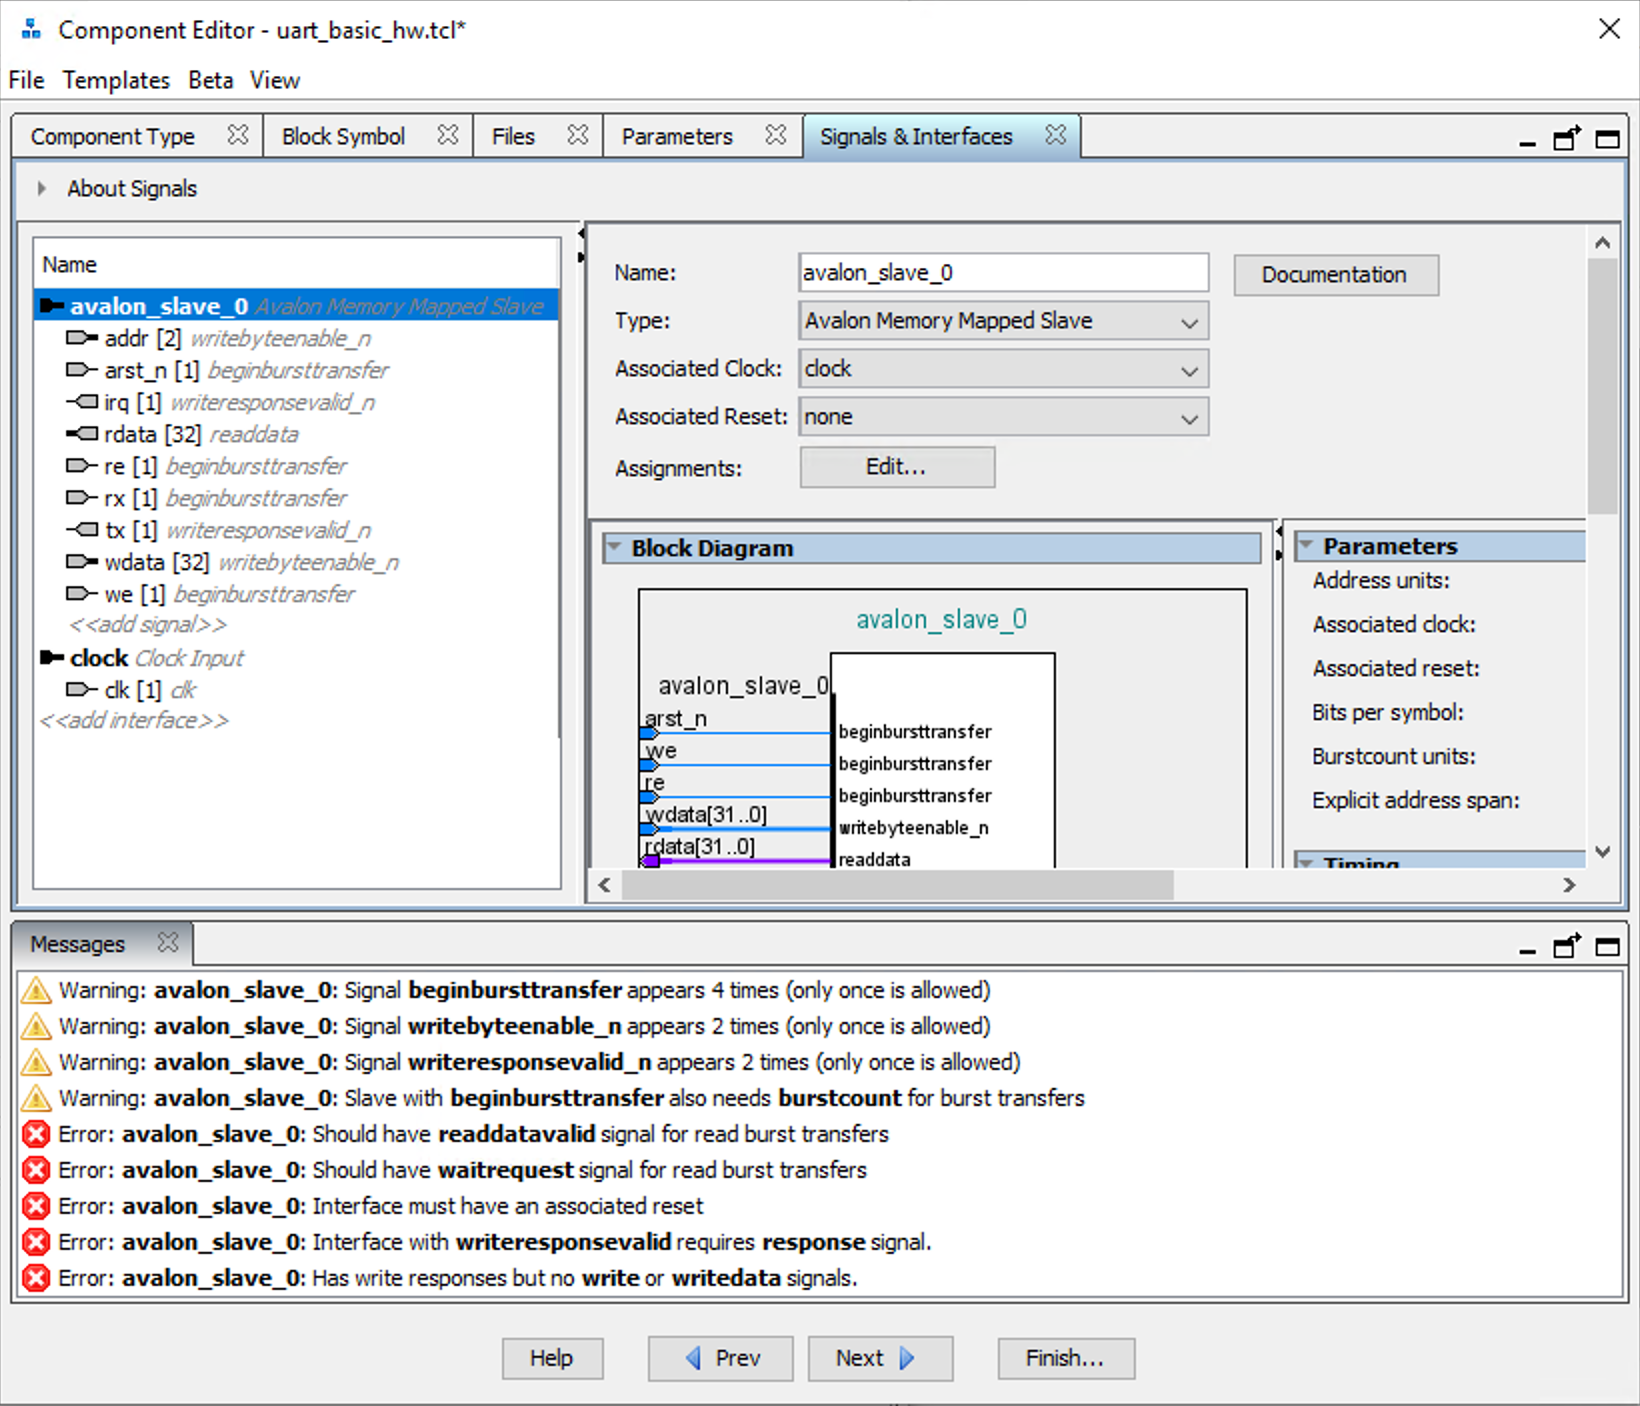 Component Editor - uart_basic_hw.tcl*
File Templates Beta View
Component Type Block Symbol Files Parameters Signals & Interfaces
About Signals
Name
avalon_slave_0 Avalon Memory Mapped Slave
addr [2] writebyteenable_n
arst_n [1] beginbursttransfer
irq [1] writeresponsevalid_n
rdata [32] readdata
re [1] beginbursttransfer
rx [1] beginbursttransfer
tx [1] writeresponsevalid_n
wdata [32] writebyteenable_n
we [1] beginbursttransfer
<<add signal>>
clock Clock Input
clk [1] clk
<<add interface>>
Name: avalon_slave_0 Documentation
Type: Avalon Memory Mapped Slave
Associated Clock: clock
Associated Reset: none
Assignments: Edit...
Block Diagram
avalon_slave_0
avalon_slave_0
arst_n beginbursttransfer
we beginbursttransfer
re beginbursttransfer
wdata[31..0] writebyteenable_n
rdata[31..0] readdata
Parameters
Address units:
Associated clock:
Associated reset:
Bits per symbol:
Burstcount units:
Explicit address span:
Timing
Messages
Warning: avalon_slave_0: Signal beginbursttransfer appears 4 times (only once is allowed)
Warning: avalon_slave_0: Signal writebyteenable_n appears 2 times (only once is allowed)
Warning: avalon_slave_0: Signal writeresponsevalid_n appears 2 times (only once is allowed)
Warning: avalon_slave_0: Slave with beginbursttransfer also needs burstcount for burst transfers
Error: avalon_slave_0: Should have readdatavalid signal for read burst transfers
Error: avalon_slave_0: Should have waitrequest signal for read burst transfers
Error: avalon_slave_0: Interface must have an associated reset
Error: avalon_slave_0: Interface with writeresponsevalid requires response signal.
Error: avalon_slave_0: Has write responses but no write or writedata signals.
Help Prev Next Finish...